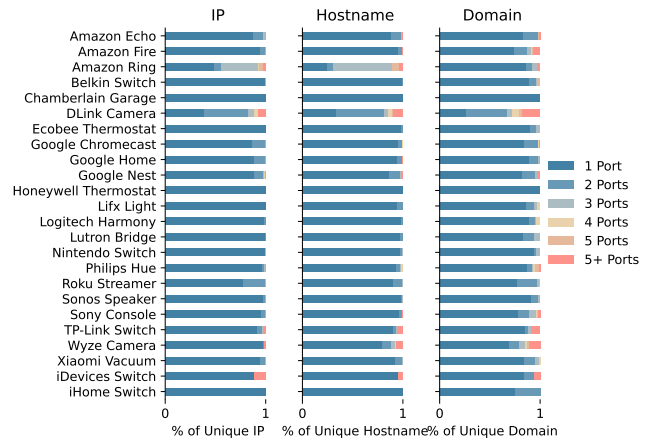 IP Hostname Domain
Amazon Echo
Amazon Fire
Amazon Ring
Belkin Switch
Chamberlain Garage
DLink Camera
Ecobee Thermostat
Google Chromecast
Google Home
Google Nest
Honeywell Thermostat
Lifx Light
Logitech Harmony
Lutron Bridge
Nintendo Switch
Philips Hue
Roku Streamer
Sonos Speaker
Sony Console
TP-Link Switch
Wyze Camera
Xiaomi Vacuum
iDevices Switch
iHome Switch
1 Port
2 Ports
3 Ports
4 Ports
5 Ports
5+ Ports
0 1 0 1 0 1
% of Unique IP % of Unique Hostname % of Unique Domain